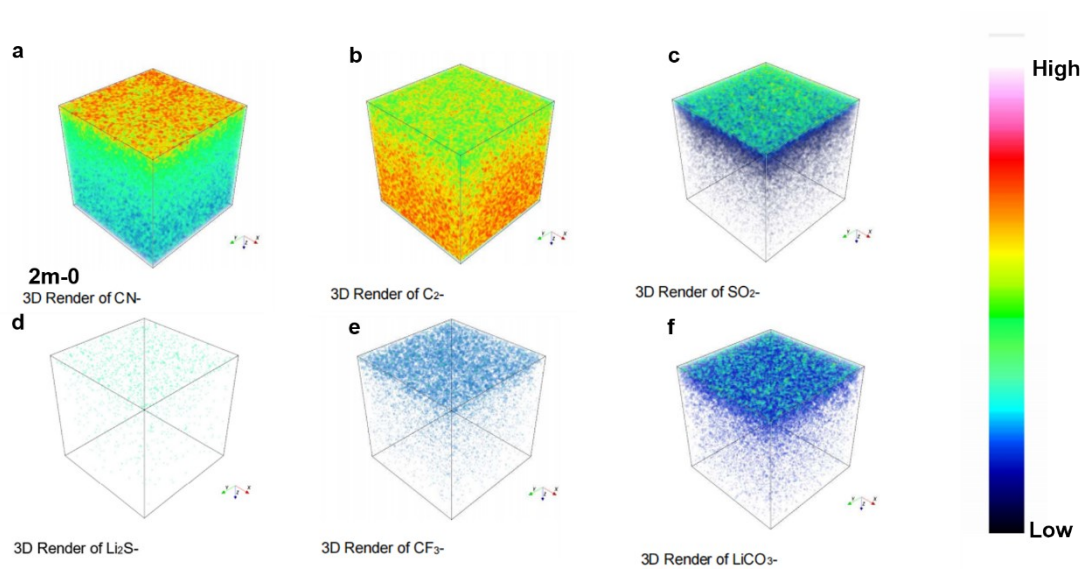 a
b
c
High
2m-0
3D Render of CN-
3D Render of C₂-
3D Render of SO₂-
d
e
f
Low
3D Render of Li₂S-
3D Render of CF₃-
3D Render of LiCO₃-